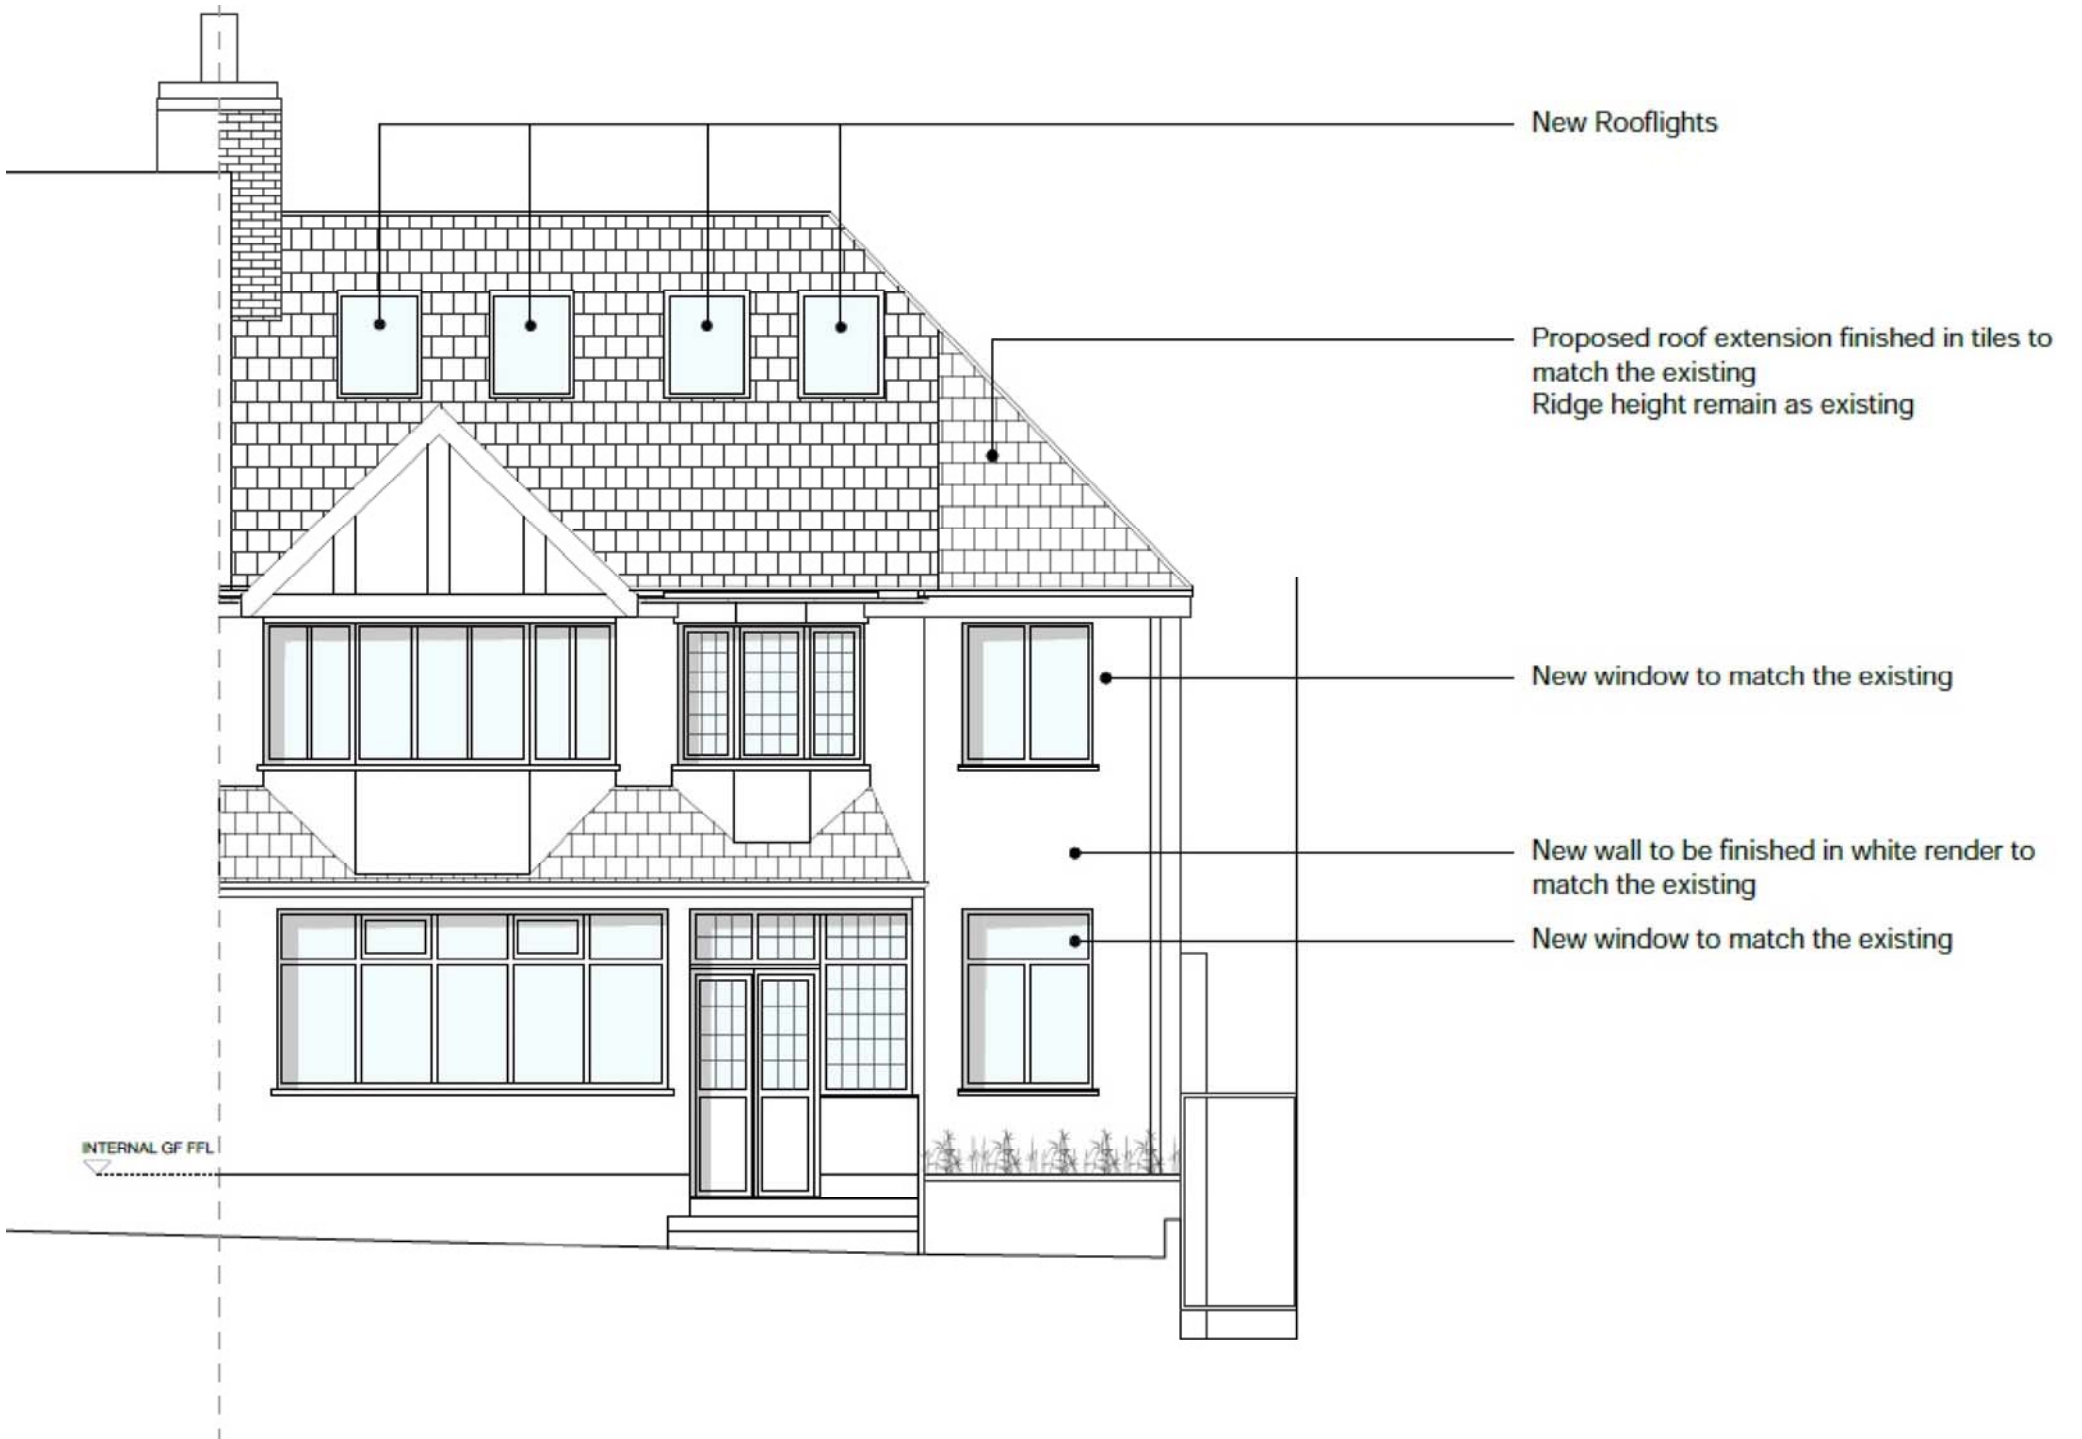 New Rooflights
Proposed roof extension finished in tiles to
match the existing
Ridge height remain as existing
New window to match the existing
New wall to be finished in white render to
match the existing
New window to match the existing
INTERNAL GF FFL